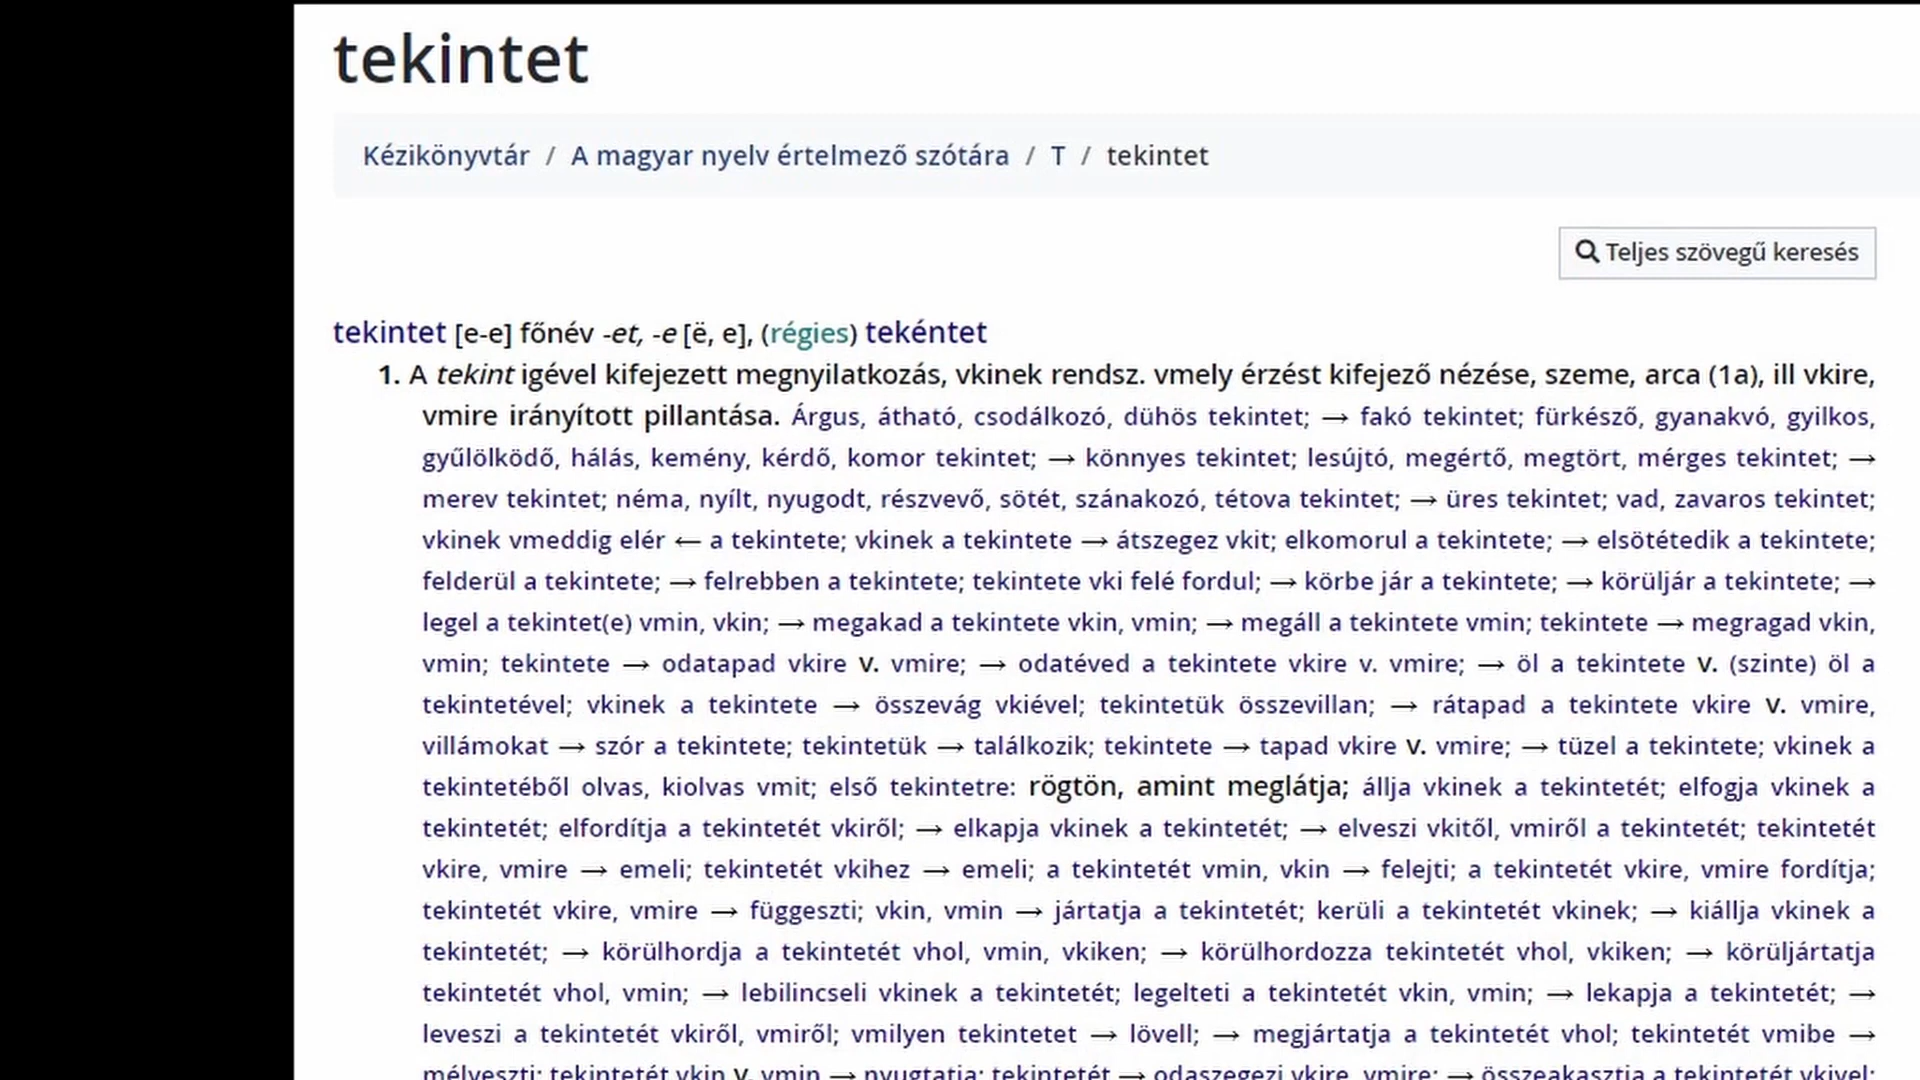 tekintet
Kézikönyvtár / A magyar nyelv értelmező szótára / T / tekintet
Teljes szövegű keresés
tekintet [e-e] főnév -et, -e [ë, e], (régies) tekéntet
1. A tekint igével kifejezett megnyilatkozás, vkinek rendsz. vmely érzést kifejező nézése, szeme, arca (1a), ill vkire,
vmire irányított pillantása. Árgus, átható, csodálkozó, dühös tekintet; → fakó tekintet; fürkésző, gyanakvó, gyilkos,
gyűlölködő, hálás, kemény, kérdő, komor tekintet; → könnyes tekintet; lesújtó, megértő, megtört, mérges tekintet; →
merev tekintet; néma, nyílt, nyugodt, részvevő, sötét, szánakozó, tétova tekintet; → üres tekintet; vad, zavaros tekintet;
vkinek vmeddig elér ← a tekintete; vkinek a tekintete → átszegez vkit; elkomorul a tekintete; → elsötétedik a tekintete;
felderül a tekintete; → felrebben a tekintete; tekintete vki felé fordul; → körbe jár a tekintete; → körüljár a tekintete; →
legel a tekintet(e) vmin, vkin; → megakad a tekintete vkin, vmin; → megáll a tekintete vmin; tekintete → megragad vkin,
vmin; tekintete → odatapad vkire v. vmire; → odatéved a tekintete vkire v. vmire; → öl a tekintete v. (szinte) öl a
tekintetével; vkinek a tekintete → összevág vkiével; tekintetük összevillan; → rátapad a tekintete vkire v. vmire,
villámokat → szór a tekintete; tekintetük → találkozik; tekintete → tapad vkire v. vmire; → tüzel a tekintete; vkinek a
tekintetéből olvas, kiolvas vmit; első tekintetre: rögtön, amint meglátja; állja vkinek a tekintetét; elfogja vkinek a
tekintetét; elfordítja a tekintetét vkiről; → elkapja vkinek a tekintetét; → elveszi vkitől, vmiről a tekintetét; tekintetét
vkire, vmire → emeli; tekintetét vkihez → emeli; a tekintetét vmin, vkin → felejti; a tekintetét vkire, vmire fordítja;
tekintetét vkire, vmire → függeszti; vkin, vmin → jártatja a tekintetét; kerüli a tekintetét vkinek; → kiállja vkinek a
tekintetét; → körülhordja a tekintetét vhol, vmin, vkiken; → körülhordozza tekintetét vhol, vkiken; → körüljártatja
tekintetét vhol, vmin; → lebilincseli vkinek a tekintetét; legelteti a tekintetét vkin, vmin; → lekapja a tekintetét; →
leveszi a tekintetét vkiről, vmiről; vmilyen tekintetet → lövell; → megjártatja a tekintetét vhol; tekintetét vmibe →
mélyeszti; tekintetét vkin v. vmin → nyugtatja; tekintetét → odaszegezi vkire, vmire; → összeakasztja a tekintetét vkivel;